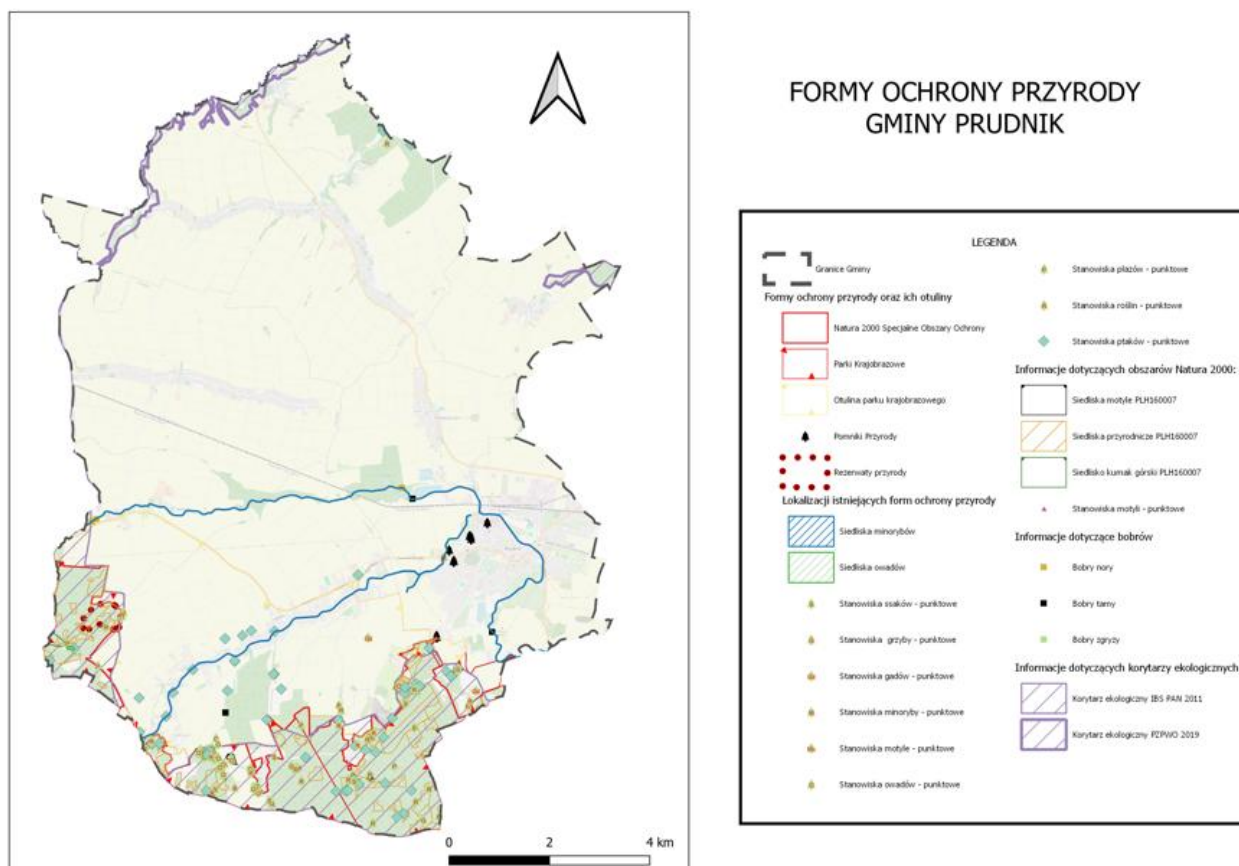 FORMY OCHRONY PRZYRODY
GMINY PRUDNIK
LEGENDA
Granice Gminy
Formy ochrony przyrody oraz ich otuliny
Natura 2000 Specjalne Obszary Ochrony
Parki Krajobrazowe
Otulina parku krajobrazowego
Pomniki Przyrody
Rezerwaty przyrody
Lokalizacji istniejących form ochrony przyrody
Siedliska minorybów
Siedliska owadów
Stanowiska ssaków - punktowe
Stanowiska grzyby - punktowe
Stanowiska gadów - punktowe
Stanowiska minoryby - punktowe
Stanowiska motyle - punktowe
Stanowiska owadów - punktowe
Stanowiska płazów - punktowe
Stanowiska roślin - punktowe
Stanowiska ptaków - punktowe
Informacje dotyczących obszarów Natura 2000:
Siedliska motyle PLH160007
Siedliska przyrodnicze PLH160007
Siedlisko kumak górski PLH160007
Stanowiska motyli - punktowe
Informacje dotyczące bobrów
Bobry nory
Bobry tamy
Bobry zgryzy
Informacje dotyczących korytarzy ekologicznych
Korytarz ekologiczny IBS PAN 2011
Korytarz ekologiczny PZPWO 2019
0 2 4 km